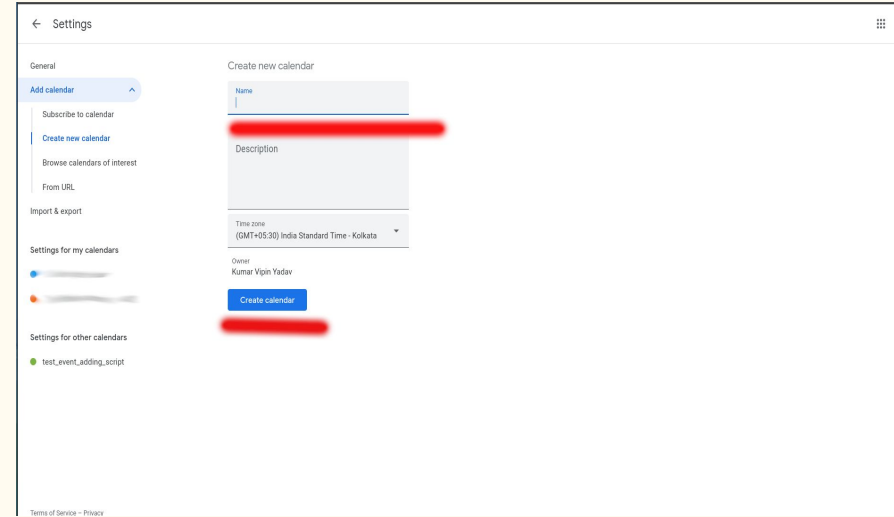 Settings
General
Add calendar
Subscribe to calendar
Create new calendar
Browse calendars of interest
From URL
Import & export
Settings for my calendars
Settings for other calendars
test_event_adding_script
Terms of Service – Privacy
Create new calendar
Name
Description
Time zone
(GMT+05:30) India Standard Time - Kolkata
Owner
Kumar Vipin Yadav
Create calendar